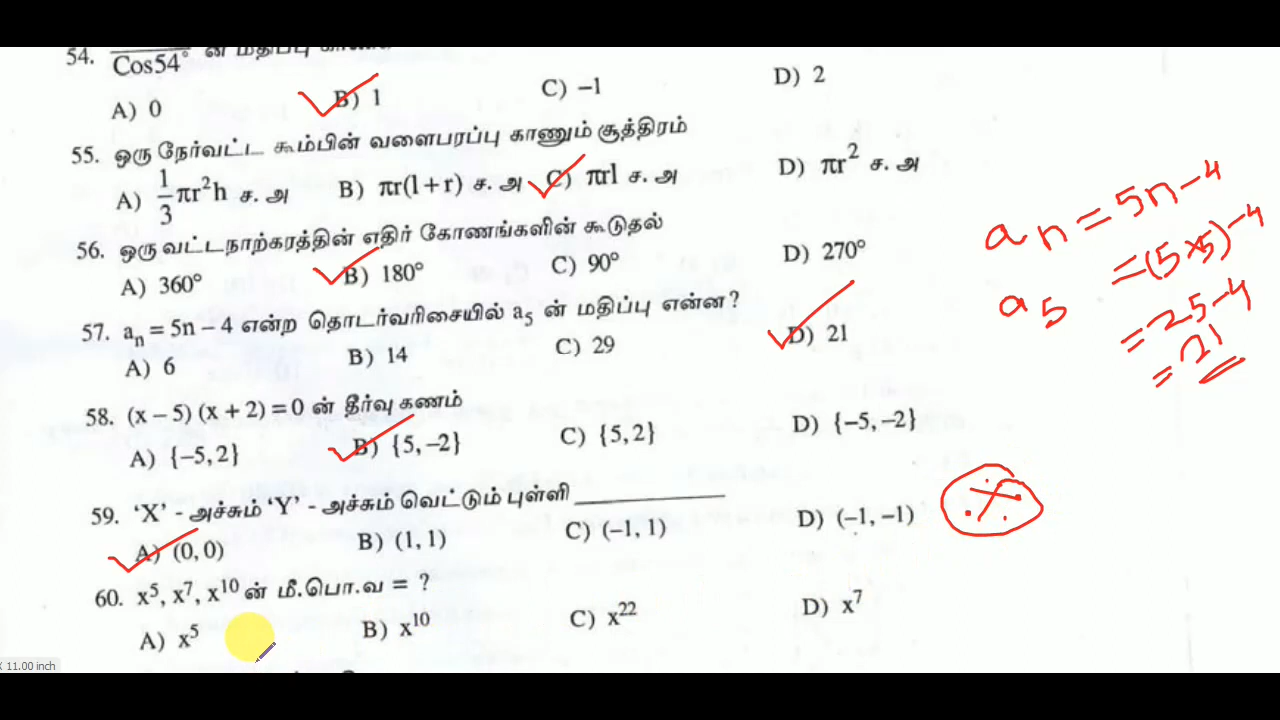 54. Cos54° ன் மதிப்பு
A) 0 B) 1 C) –1 D) 2
55. ஒரு நேர்வட்ட கூம்பின் வளைபரப்பு காணும் சூத்திரம்
A) 1/3 πr²h ச. அ B) πr(l+r) ச. அ C) πrl ச. அ D) πr² ச. அ
56. ஒரு வட்டநாற்கரத்தின் எதிர் கோணங்களின் கூடுதல்
A) 360° B) 180° C) 90° D) 270°
57. aₙ = 5n – 4 என்ற தொடர்வரிசையில் a₅ ன் மதிப்பு என்ன?
A) 6 B) 14 C) 29 D) 21
58. (x – 5) (x + 2) = 0 ன் தீர்வு கணம்
A) {–5, 2} B) {5, –2} C) {5, 2} D) {–5, –2}
59. ‘X’ - அச்சும் ‘Y’ - அச்சும் வெட்டும் புள்ளி __________
A) (0, 0) B) (1, 1) C) (–1, 1) D) (–1, –1)
60. x⁵, x⁷, x¹⁰ ன் மீ.பொ.வ = ?
A) x⁵ B) x¹⁰ C) x²² D) x⁷
aₙ = 5n – 4
= (5×5) – 4
a₅
= 25 – 4
= 21
X 11.00 inch